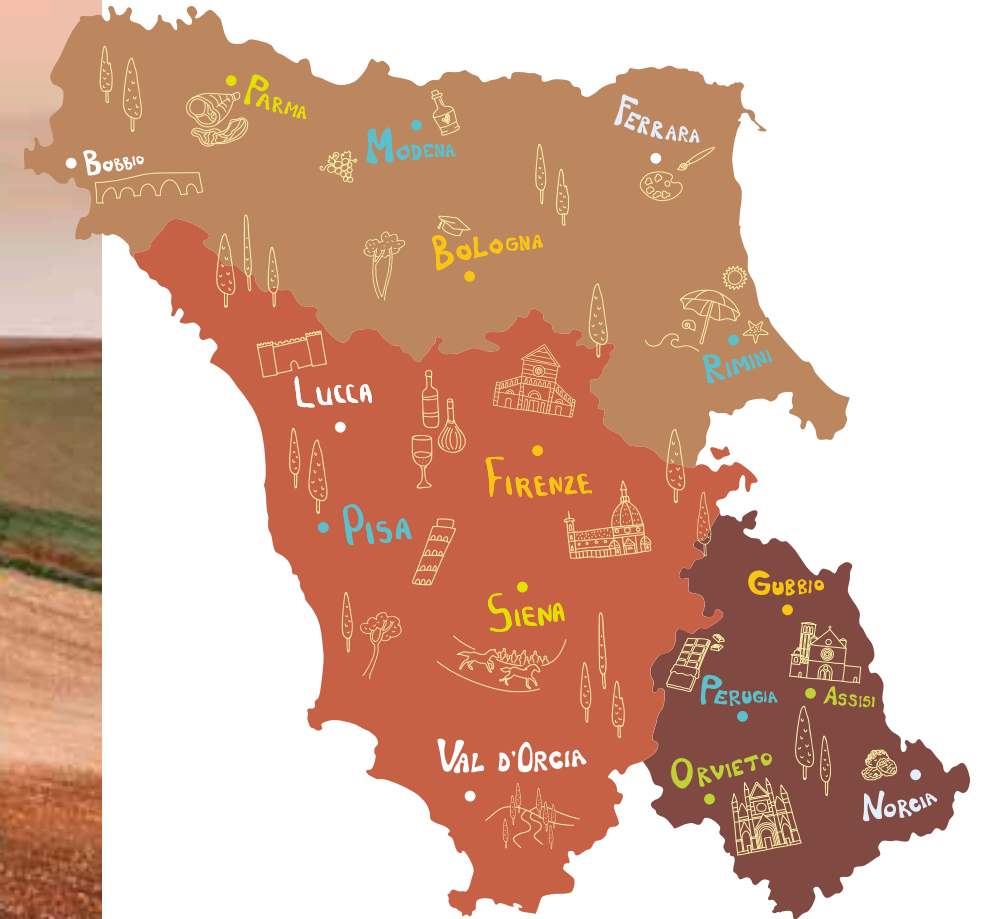 Parma
Ferrara
Modena
Bobbio
Bologna
Rimini
Lucca
Firenze
Pisa
Gubbio
Siena
Perugia
Assisi
Val d'Orcia
Orvieto
Norcia